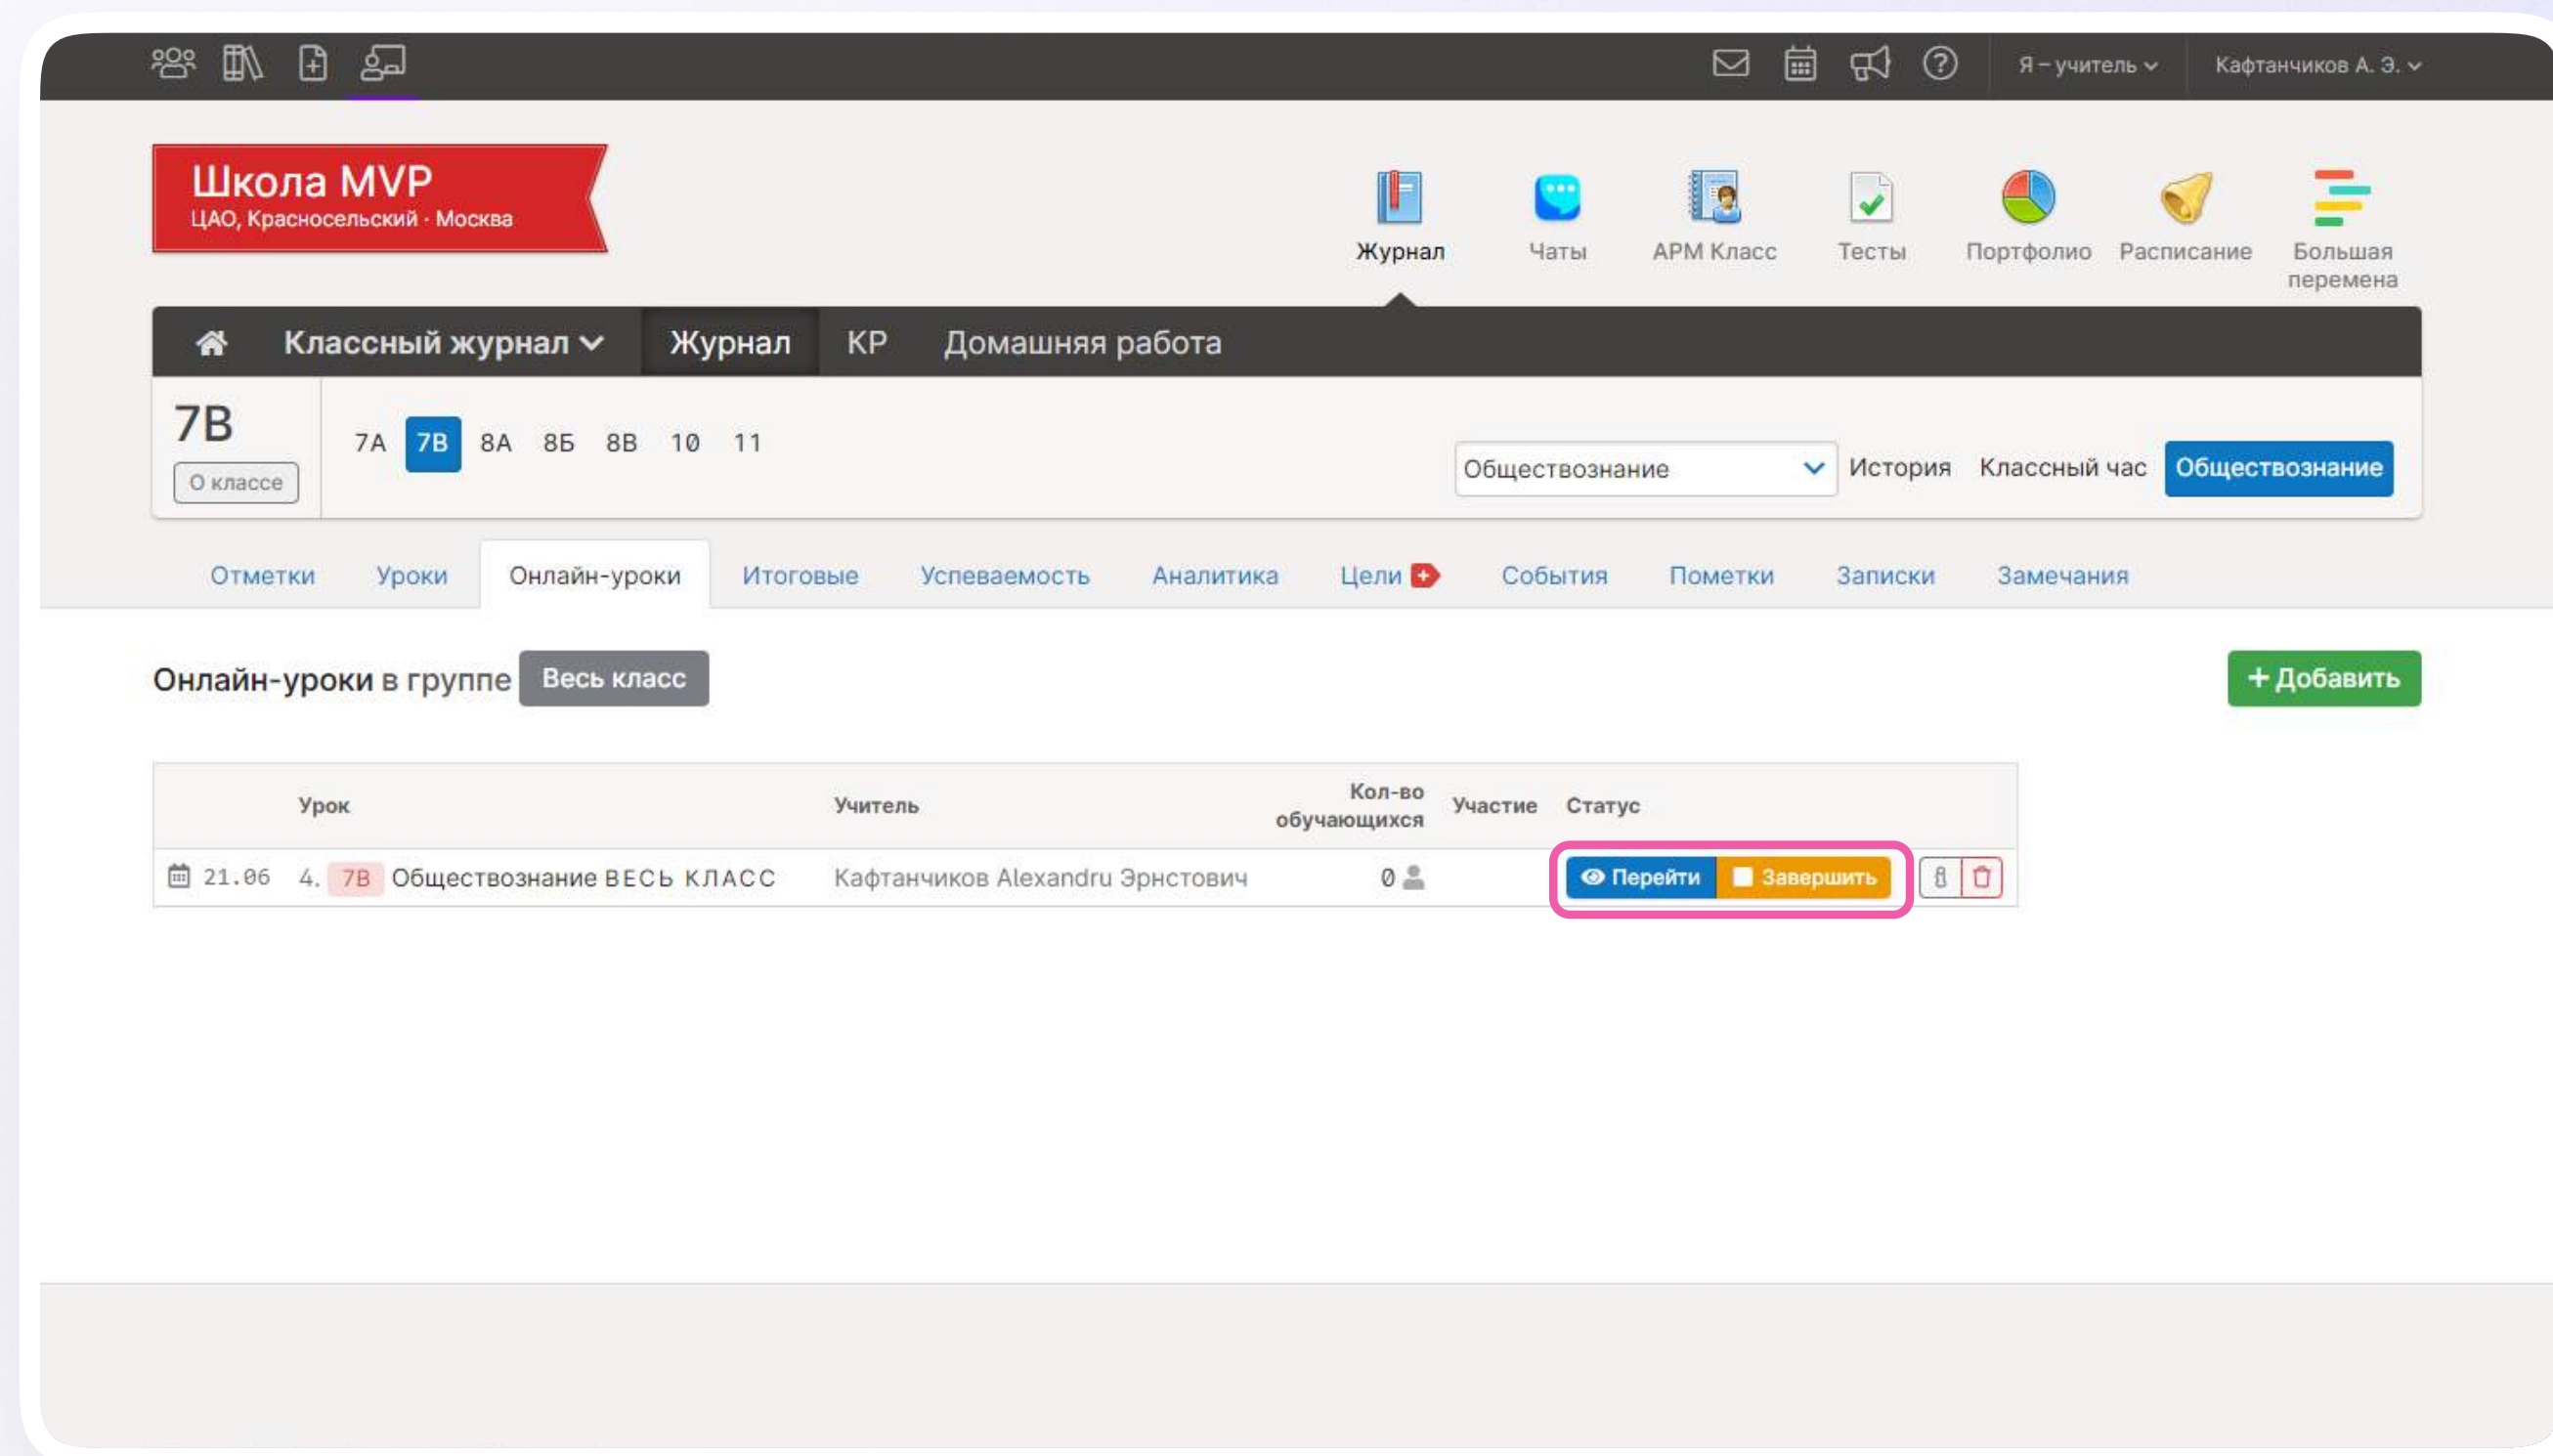 Я – учитель
Кафтанчиков А. Э.
Школа MVP
ЦАО, Красносельский · Москва
Журнал
Чаты
АРМ Класс
Тесты
Портфолио
Расписание
Большая
перемена
Классный журнал
Журнал
КР
Домашняя работа
7В
О классе
7А 7В 8А 8Б 8В 10 11
Обществознание
История
Классный час
Обществознание
Отметки
Уроки
Онлайн-уроки
Итоговые
Успеваемость
Аналитика
Цели
События
Пометки
Записки
Замечания
Онлайн-уроки в группе Весь класс
+ Добавить
Урок
Учитель
Кол-во
обучающихся
Участие
Статус
21.06 4. 7В Обществознание ВЕСЬ КЛАСС Кафтанчиков Alexandru Эрнстович 0 Перейти Завершить